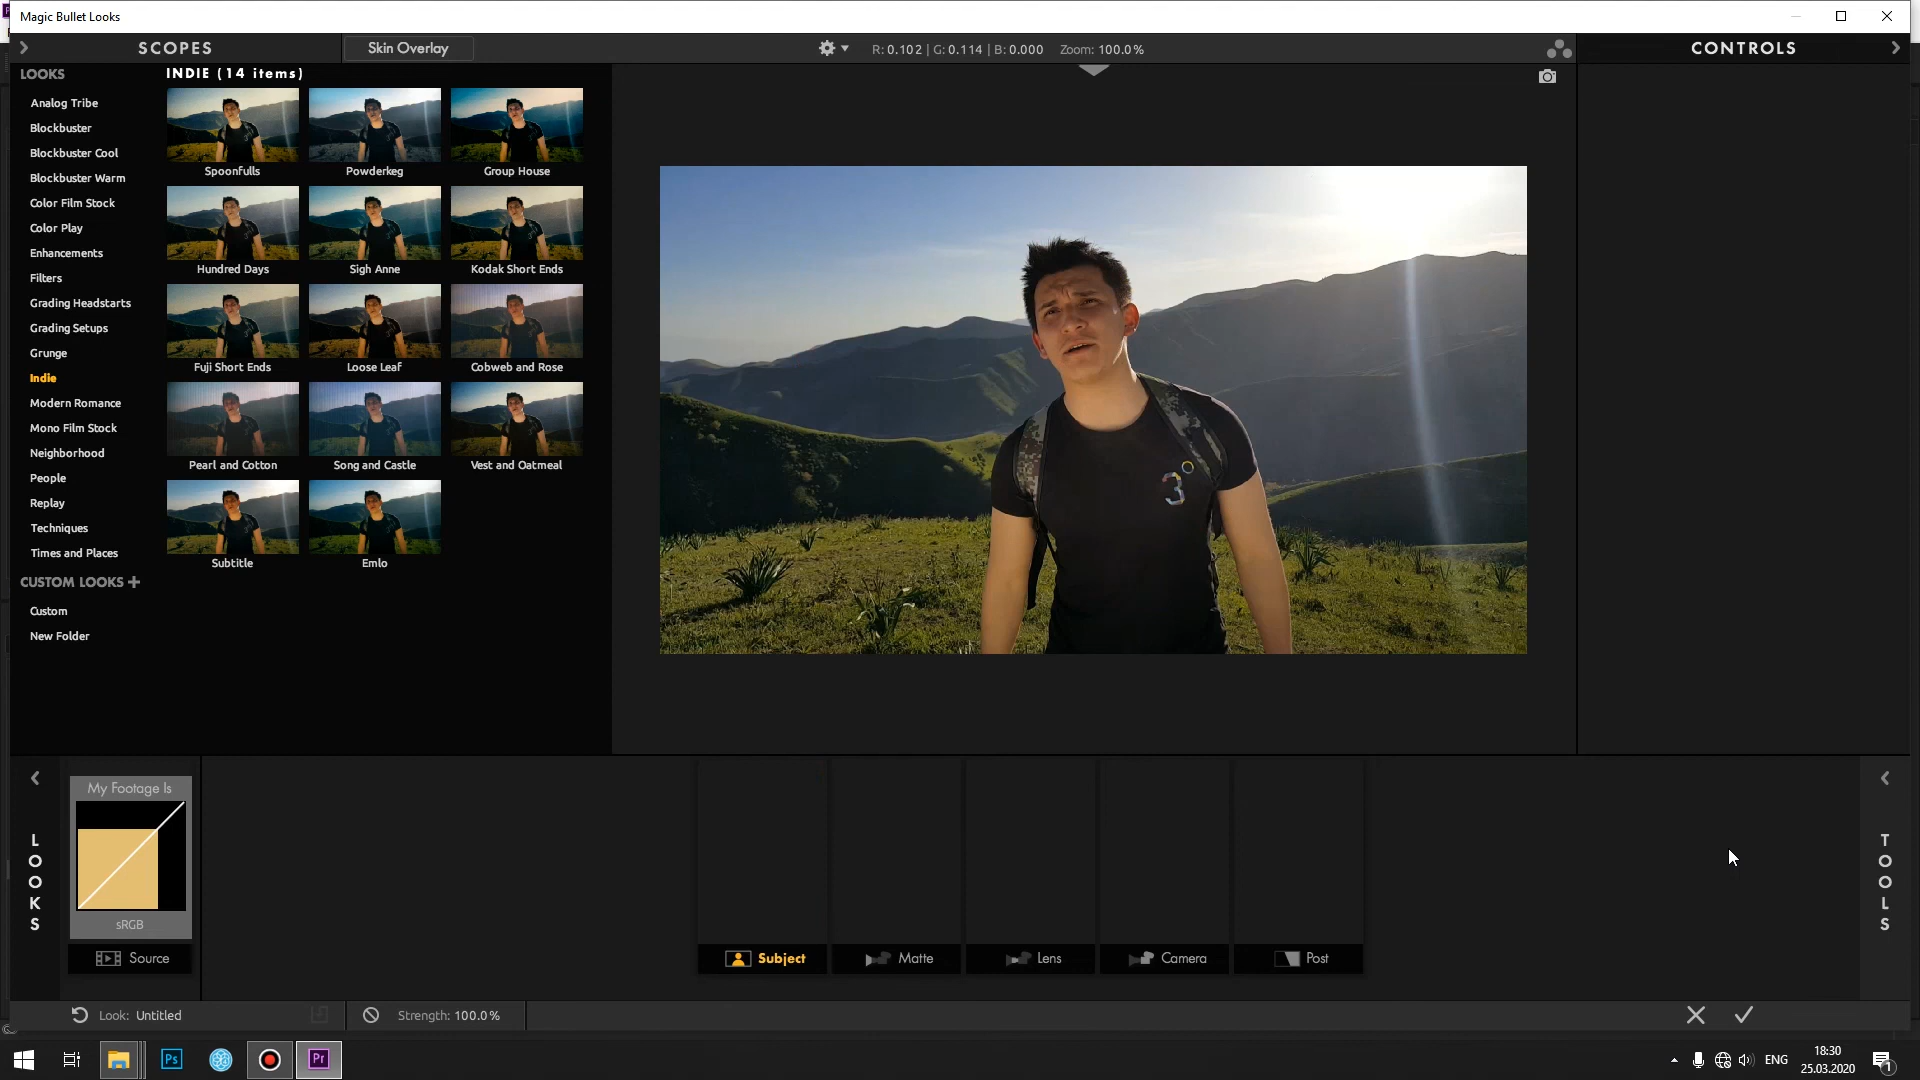 Magic Bullet Looks
SCOPES
Skin Overlay
R: 0.102 | G: 0.114 | B: 0.000
Zoom: 100.0%
CONTROLS
LOOKS
Analog Tribe
Blockbuster
Blockbuster Cool
Blockbuster Warm
Color Film Stock
Color Play
Enhancements
Filters
Grading Headstarts
Grading Setups
Grunge
Indie
Modern Romance
Mono Film Stock
Neighborhood
People
Replay
Techniques
Times and Places
CUSTOM LOOKS +
Custom
New Folder
INDIE (14 items)
Spoonfulls
Powderkeg
Group House
Hundred Days
Sigh Anne
Kodak Short Ends
Fuji Short Ends
Loose Leaf
Cobweb and Rose
Pearl and Cotton
Song and Castle
Vest and Oatmeal
Subtitle
Emlo
3°
LOOKS
My Footage Is
sRGB
Source
Subject
Matte
Lens
Camera
Post
TOOLS
Look: Untitled
Strength: 100.0%
Ps
Pr
ENG
18:30
25.03.2020
1